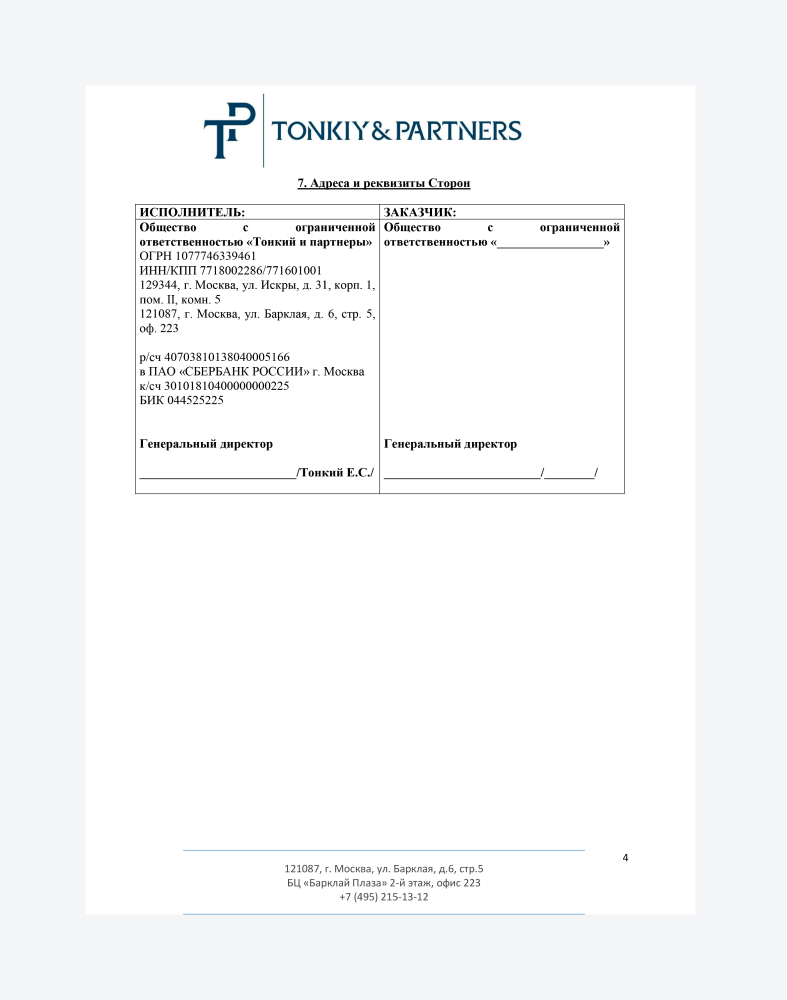 TP
TONKIY & PARTNERS
7. Адреса и реквизиты Сторон
ИСПОЛНИТЕЛЬ:
Общество с ограниченной
ответственностью «Тонкий и партнеры»
ОГРН 1077746339461
ИНН/КПП 7718002286/771601001
129344, г. Москва, ул. Искры, д. 31, корп. 1,
пом. II, комн. 5
121087, г. Москва, ул. Барклая, д. 6, стр. 5,
оф. 223
р/сч 40703810138040005166
в ПАО «СБЕРБАНК РОССИИ» г. Москва
к/сч 30101810400000000225
БИК 044525225
Генеральный директор
_________________________/Тонкий Е.С./
ЗАКАЗЧИК:
Общество с ограниченной
ответственностью «_________________»
Генеральный директор
_________________________/________/
4
121087, г. Москва, ул. Барклая, д.6, стр.5
БЦ «Барклай Плаза» 2-й этаж, офис 223
+7 (495) 215-13-12